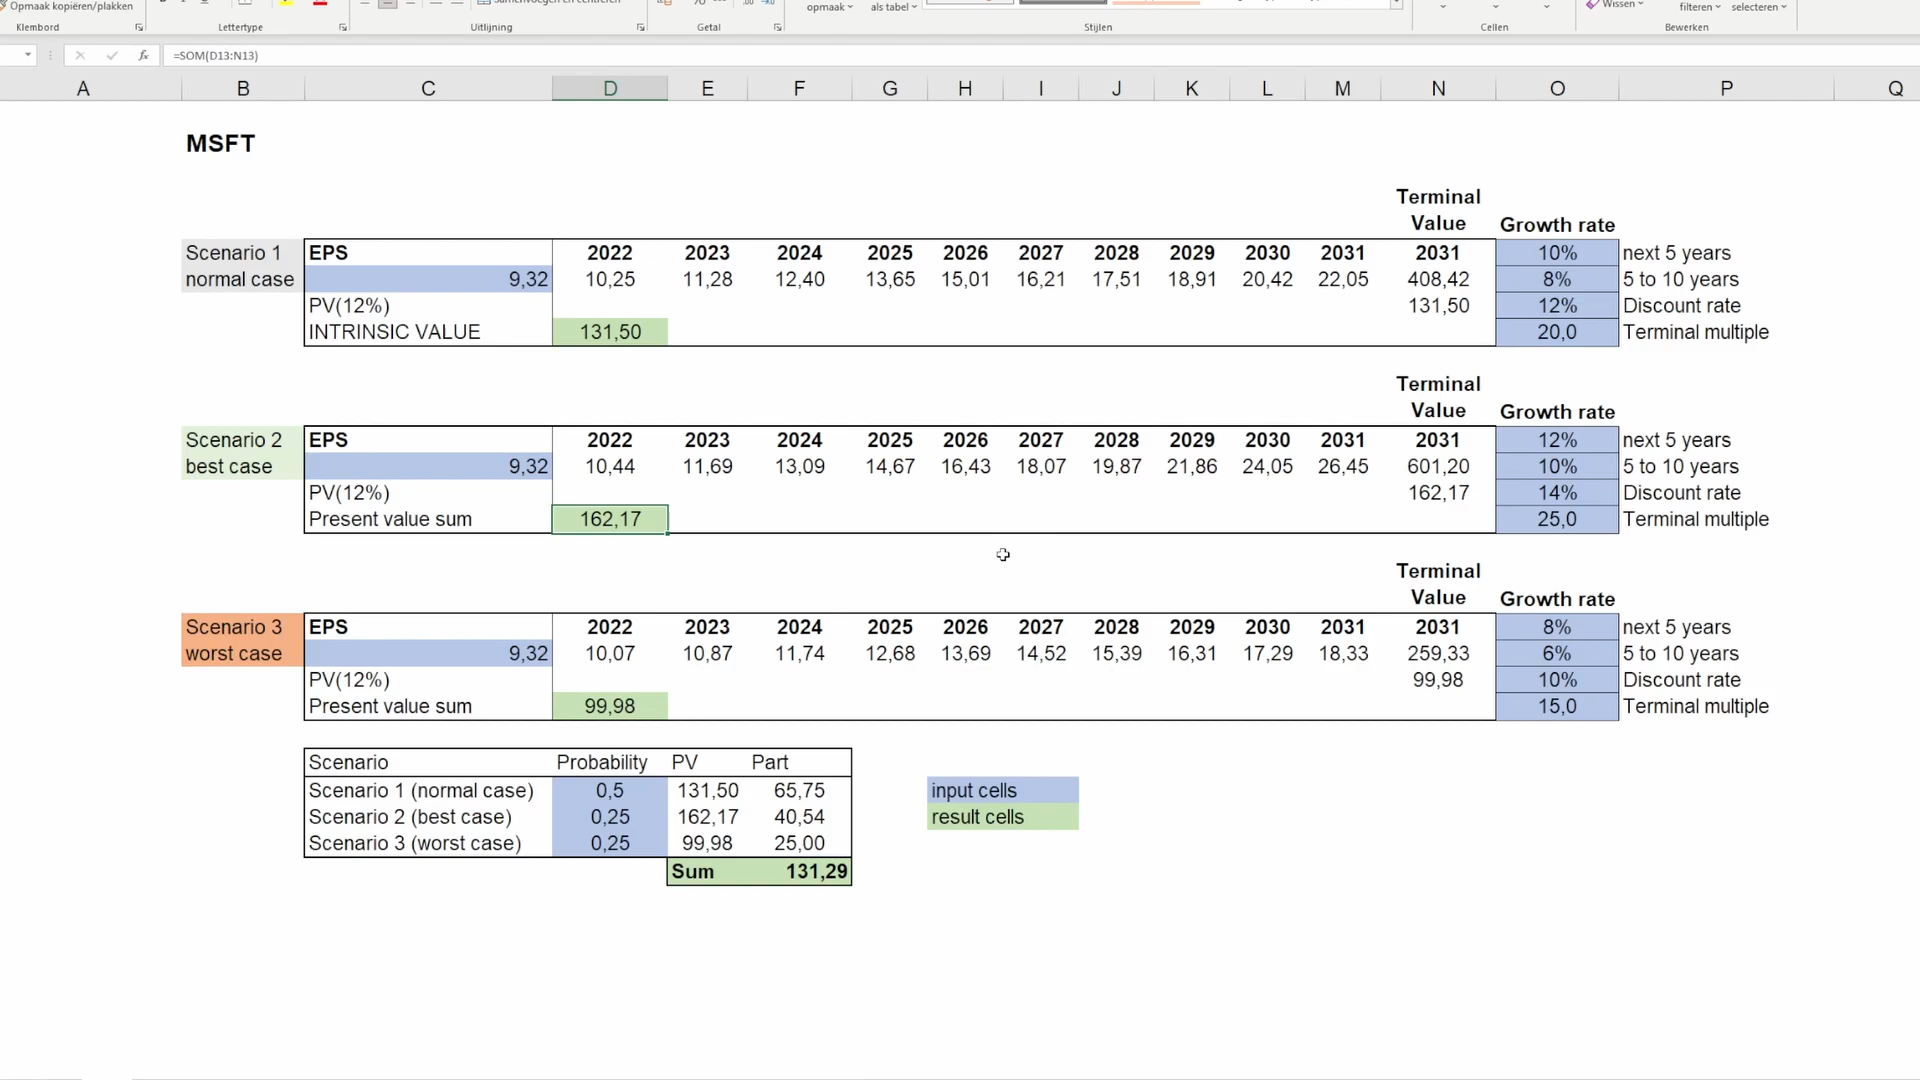 Opmaak kopiëren/plakken
opmaak
als tabel
Wissen
filteren
selecteren
Klembord
Lettertype
Uitlijning
Getal
Stijlen
Cellen
Bewerken
fx =SOM(D13:N13)
A B C D E F G H I J K L M N O P Q
MSFT
Terminal
Value Growth rate
Scenario 1 EPS 2022 2023 2024 2025 2026 2027 2028 2029 2030 2031 2031 10% next 5 years
normal case 9,32 10,25 11,28 12,40 13,65 15,01 16,21 17,51 18,91 20,42 22,05 408,42 8% 5 to 10 years
PV(12%) 131,50 12% Discount rate
INTRINSIC VALUE 131,50 20,0 Terminal multiple
Terminal
Value Growth rate
Scenario 2 EPS 2022 2023 2024 2025 2026 2027 2028 2029 2030 2031 2031 12% next 5 years
best case 9,32 10,44 11,69 13,09 14,67 16,43 18,07 19,87 21,86 24,05 26,45 601,20 10% 5 to 10 years
PV(12%) 162,17 14% Discount rate
Present value sum 162,17 25,0 Terminal multiple
Terminal
Value Growth rate
Scenario 3 EPS 2022 2023 2024 2025 2026 2027 2028 2029 2030 2031 2031 8% next 5 years
worst case 9,32 10,07 10,87 11,74 12,68 13,69 14,52 15,39 16,31 17,29 18,33 259,33 6% 5 to 10 years
PV(12%) 99,98 10% Discount rate
Present value sum 99,98 15,0 Terminal multiple
Scenario Probability PV Part
Scenario 1 (normal case) 0,5 131,50 65,75 input cells
Scenario 2 (best case) 0,25 162,17 40,54 result cells
Scenario 3 (worst case) 0,25 99,98 25,00
Sum 131,29